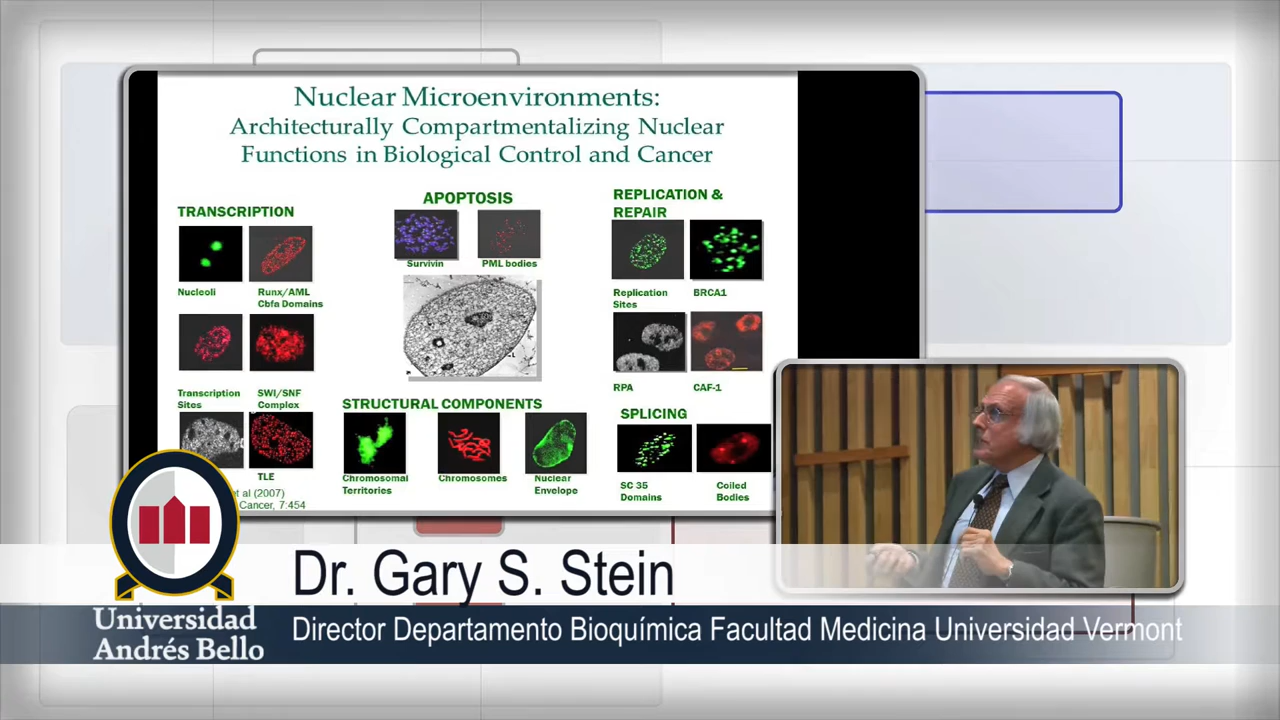 Nuclear Microenvironments:
Architecturally Compartmentalizing Nuclear
Functions in Biological Control and Cancer
TRANSCRIPTION
Nucleoli
Runx/AML
Cbfa Domains
Transcription
Sites
SWI/SNF
Complex
TLE
et al (2007)
Cancer, 7:454
APOPTOSIS
Survivin
PML bodies
STRUCTURAL COMPONENTS
Chromosomal
Territories
Chromosomes
Nuclear
Envelope
REPLICATION &
REPAIR
Replication
Sites
BRCA1
RPA
CAF-1
SPLICING
SC 35
Domains
Coiled
Bodies
Dr. Gary S. Stein
Director Departamento Bioquímica Facultad Medicina Universidad Vermont
Universidad
Andrés Bello